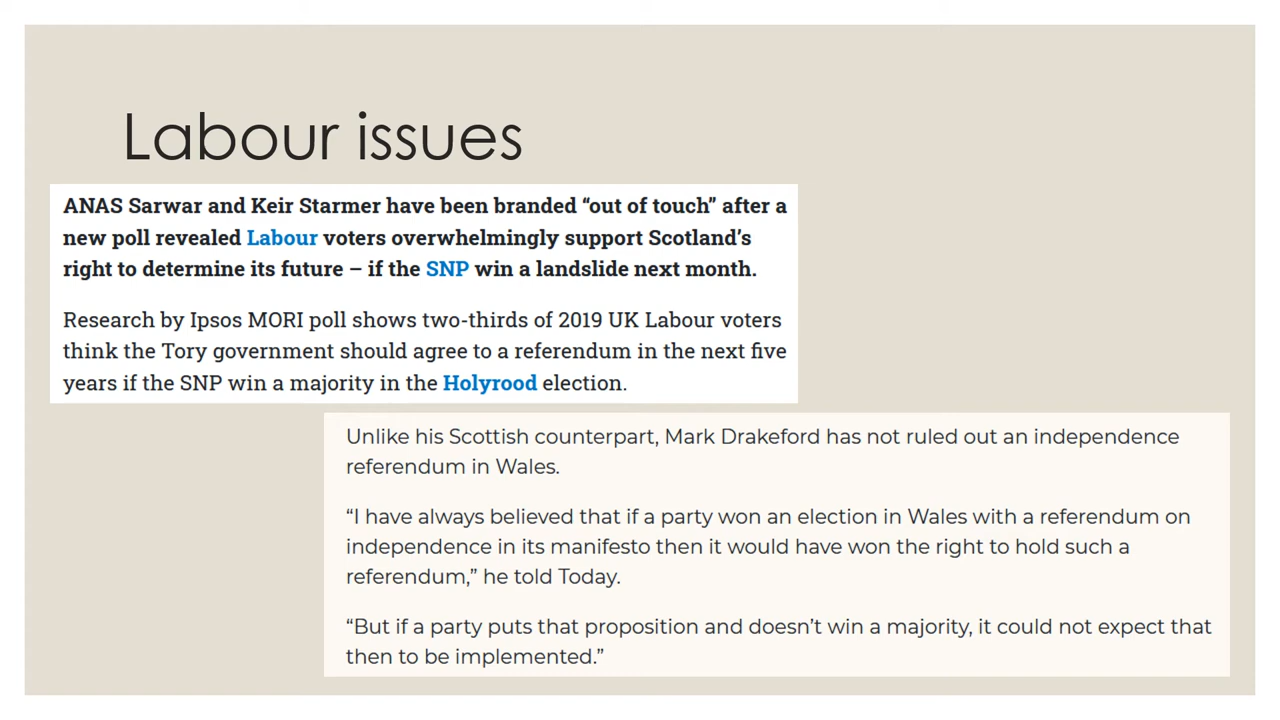 Labour issues
ANAS Sarwar and Keir Starmer have been branded “out of touch” after a
new poll revealed Labour voters overwhelmingly support Scotland’s
right to determine its future – if the SNP win a landslide next month.
Research by Ipsos MORI poll shows two-thirds of 2019 UK Labour voters
think the Tory government should agree to a referendum in the next five
years if the SNP win a majority in the Holyrood election.
Unlike his Scottish counterpart, Mark Drakeford has not ruled out an independence
referendum in Wales.
“I have always believed that if a party won an election in Wales with a referendum on
independence in its manifesto then it would have won the right to hold such a
referendum,” he told Today.
“But if a party puts that proposition and doesn’t win a majority, it could not expect that
then to be implemented.”